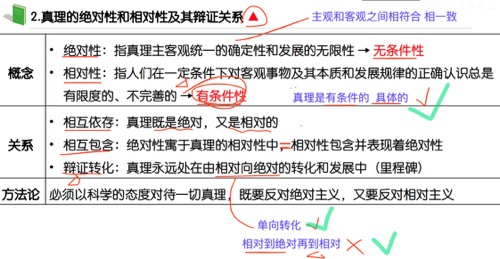 2.真理的绝对性和相对性及其辩证关系
主观和客观之间相符合 相一致
概念
• 绝对性：指真理主客观统一的确定性和发展的无限性→无条件性
• 相对性：指人们在一定条件下对客观事物及其本质和发展规律的正确认识总是
有限度的、不完善的→有条件性
真理是有条件的 具体的
关系
• 相互依存：真理既是绝对，又是相对的
• 相互包含：绝对性寓于真理的相对性中，相对性包含并表现着绝对性
• 辩证转化：真理永远处在由相对向绝对的转化和发展中（里程碑）
方法论
必须以科学的态度对待一切真理，既要反对绝对主义，又要反对相对主义
单向转化
相对到绝对再到相对